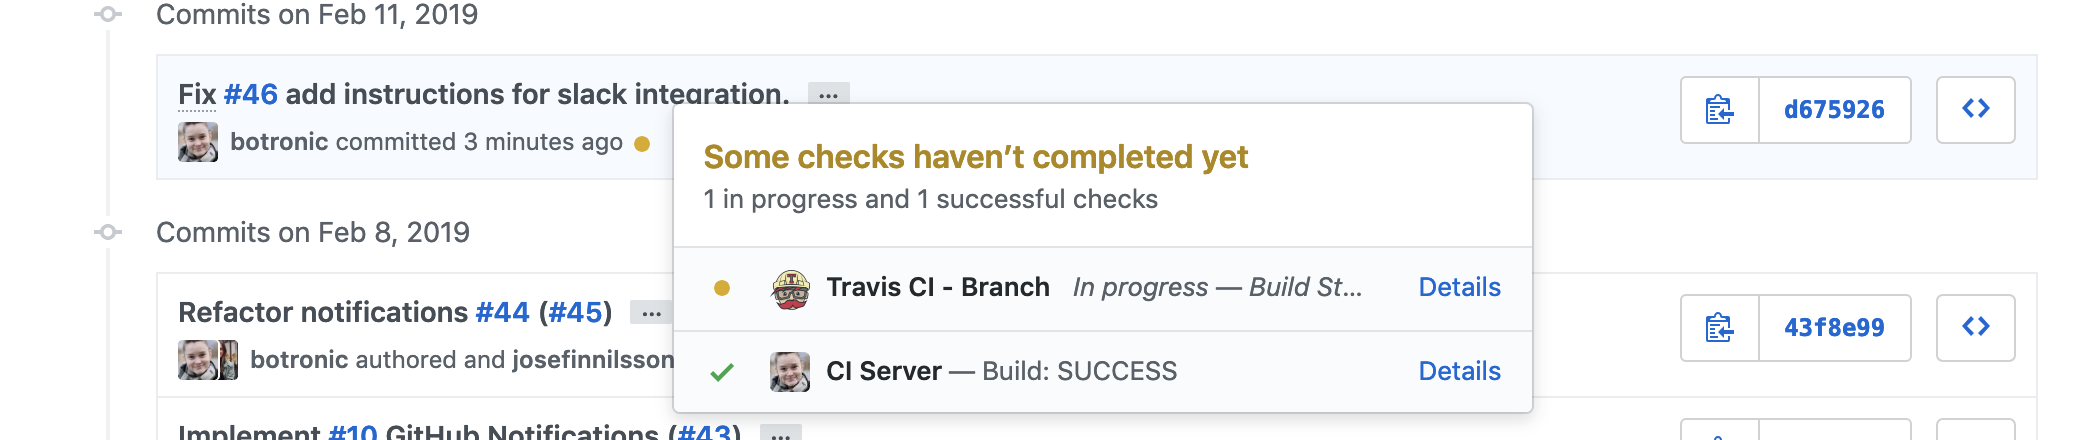 Commits on Feb 11, 2019
Fix #46 add instructions for slack integration. ...
d675926
botronic committed 3 minutes ago
Some checks haven’t completed yet
1 in progress and 1 successful checks
Commits on Feb 8, 2019
Travis CI - Branch In progress — Build St... Details
Refactor notifications #44 (#45) ...
43f8e99
botronic authored and josefinnilsson
CI Server — Build: SUCCESS Details
Implement #10 GitHub Notifications (#43) ...